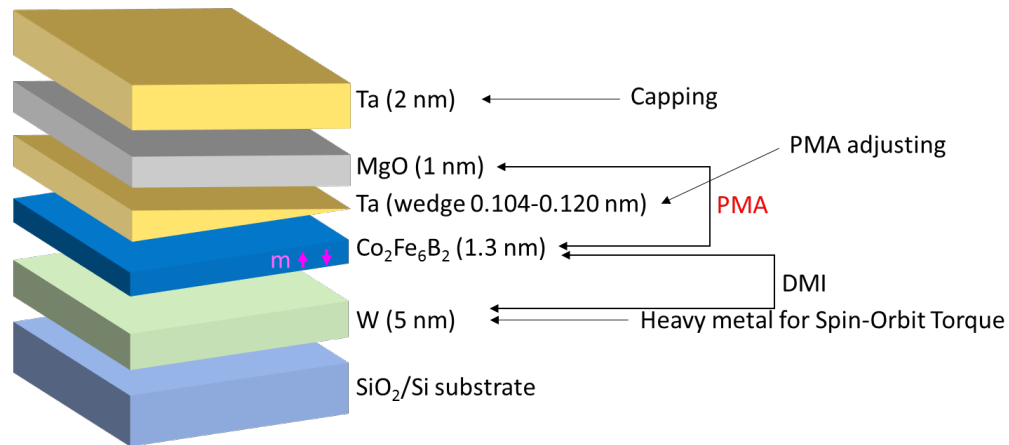 Ta (2 nm)
Capping
PMA adjusting
MgO (1 nm)
Ta (wedge 0.104-0.120 nm)
PMA
Co₂Fe₆B₂ (1.3 nm)
m
DMI
W (5 nm)
Heavy metal for Spin-Orbit Torque
SiO₂/Si substrate